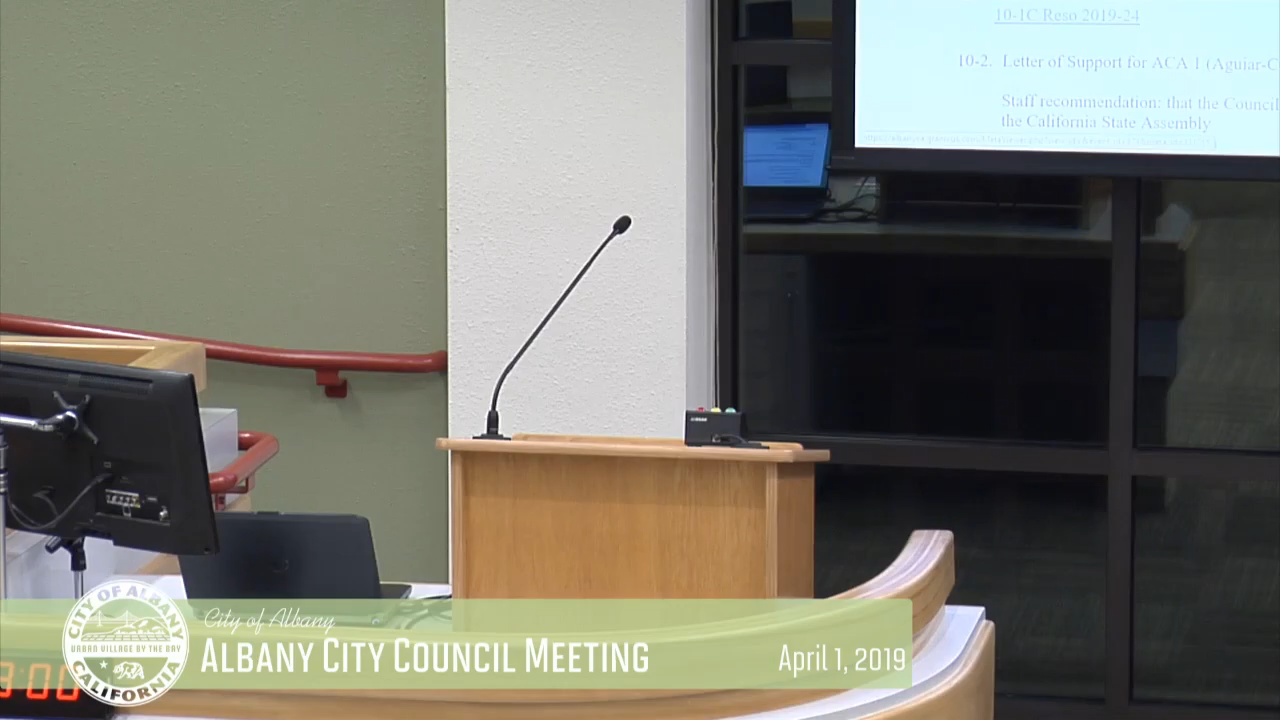 10-1C Reso 2019-24
10-2. Letter of Support for ACA 1 (Aguiar-C
Staff recommendation: that the Council
the California State Assembly
City of Albany
ALBANY CITY COUNCIL MEETING
April 1, 2019
CITY OF ALBANY
URBAN VILLAGE BY THE BAY
CALIFORNIA
3:00